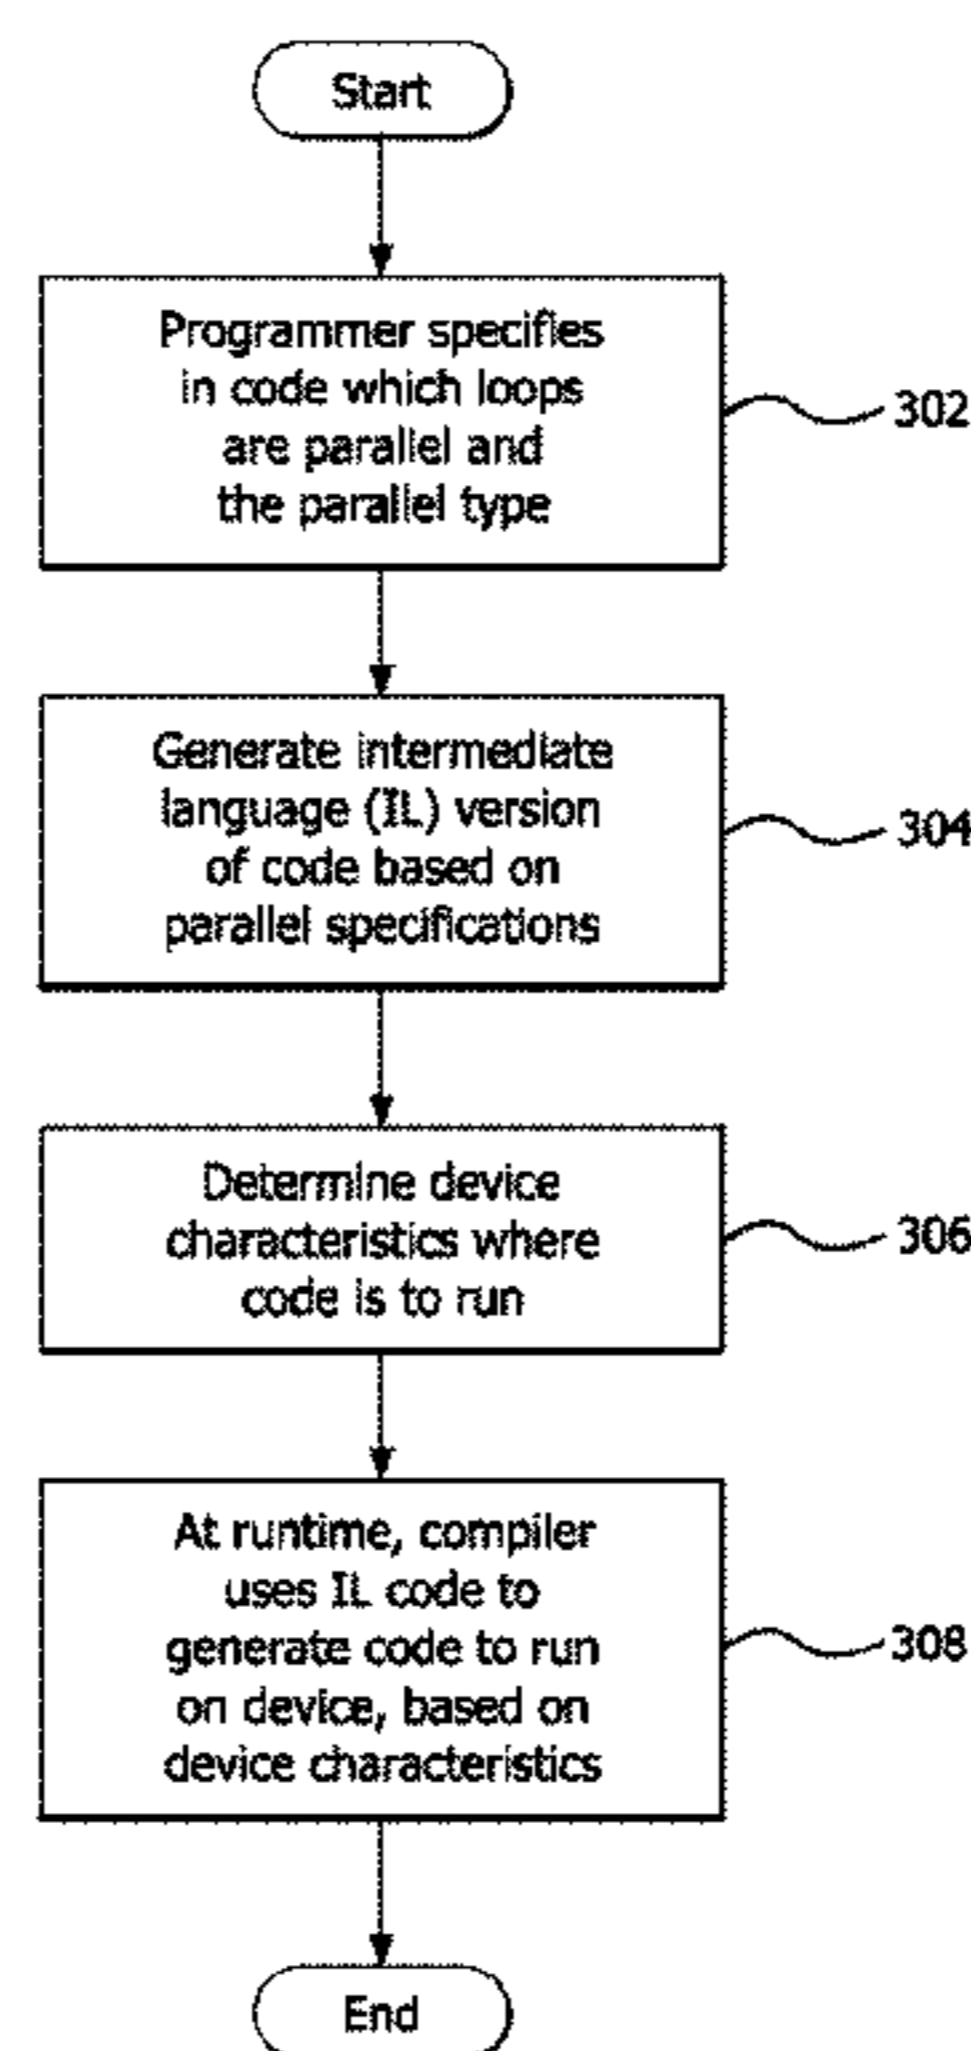 Start
Programmer specifies
in code which loops
are parallel and
the parallel type
302
Generate intermediate
language (IL) version
of code based on
parallel specifications
304
Determine device
characteristics where
code is to run
306
At runtime, compiler
uses IL code to
generate code to run
on device, based on
device characteristics
308
End